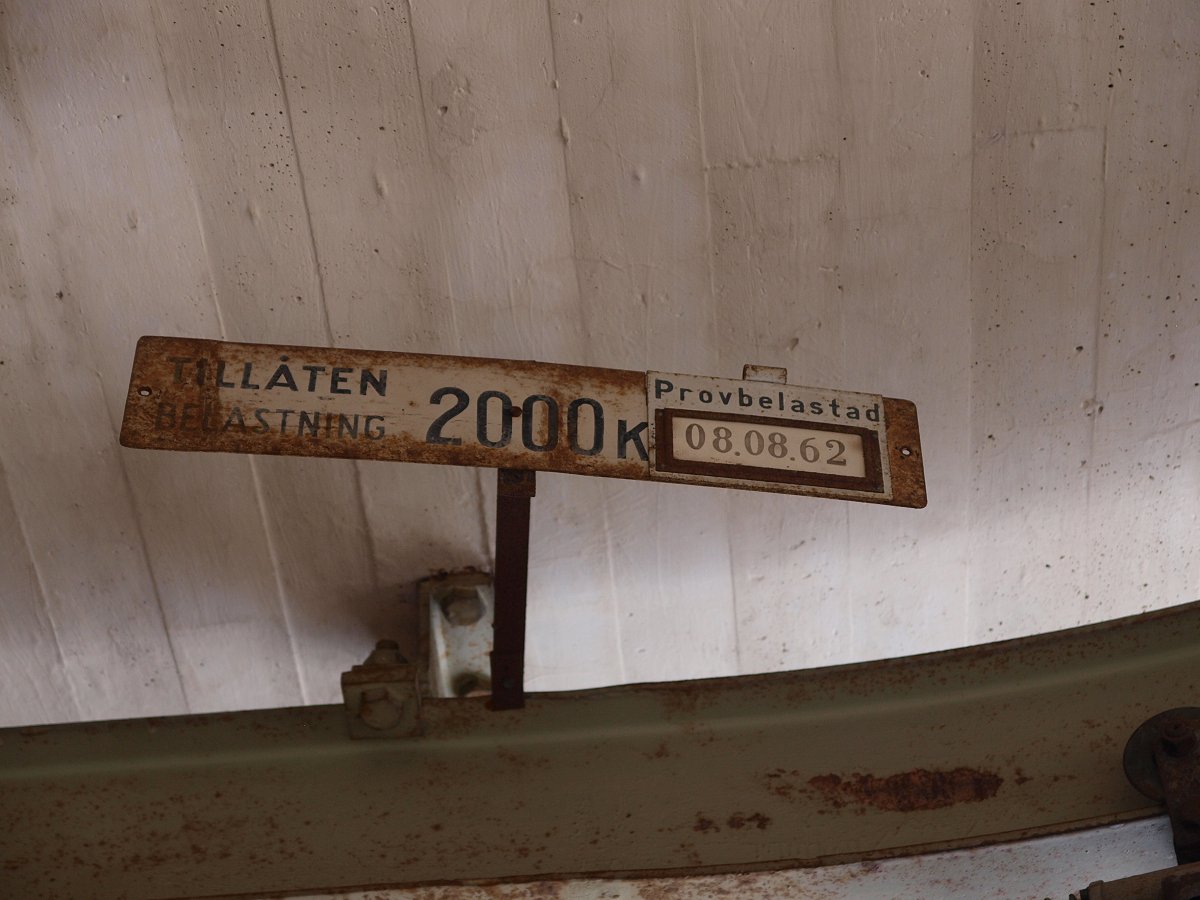 TILLÅTEN
BELASTNING
2000K
Provbelastad
08.08.62